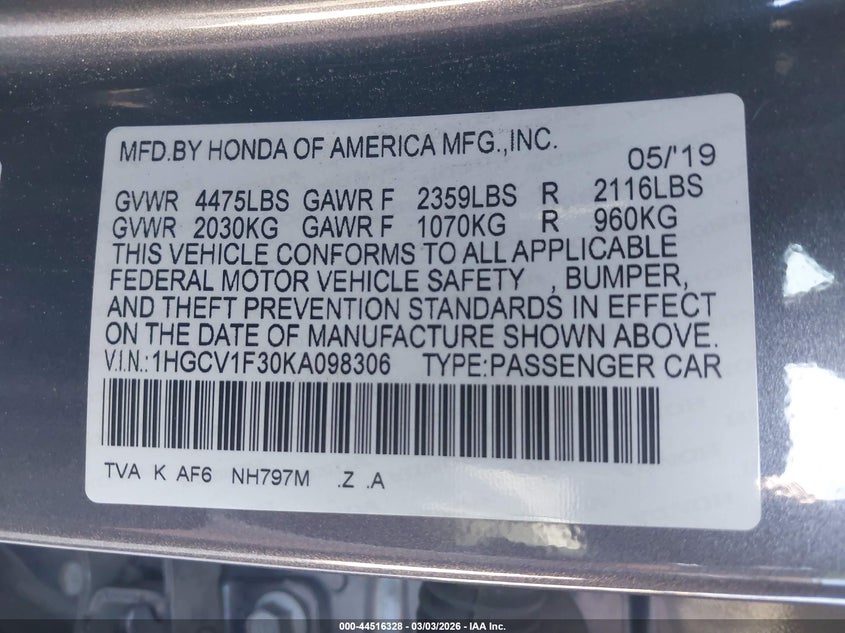 MFD.BY HONDA OF AMERICA MFG.,INC. 05/'19
GVWR 4475LBS GAWR F 2359LBS R 2116LBS
GVWR 2030KG GAWR F 1070KG R 960KG
THIS VEHICLE CONFORMS TO ALL APPLICABLE
FEDERAL MOTOR VEHICLE SAFETY , BUMPER,
AND THEFT PREVENTION STANDARDS IN EFFECT
ON THE DATE OF MANUFACTURE SHOWN ABOVE.
V.I.N.:1HGCV1F30KA098306 TYPE:PASSENGER CAR
TVA K AF6 NH797M .Z .A
000-44516328 - 03/03/2026 - IAA Inc.